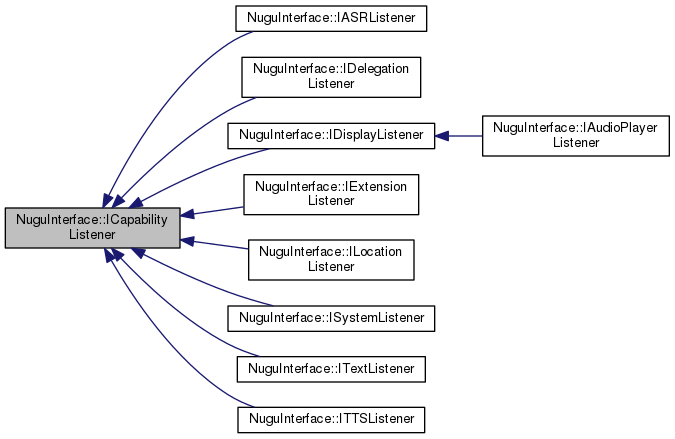 NuguInterface::IASRListener
NuguInterface::IDelegation
Listener
NuguInterface::IDisplayListener
NuguInterface::IAudioPlayer
Listener
NuguInterface::IExtension
Listener
NuguInterface::ICapability
Listener
NuguInterface::ILocation
Listener
NuguInterface::ISystemListener
NuguInterface::ITextListener
NuguInterface::ITTSListener